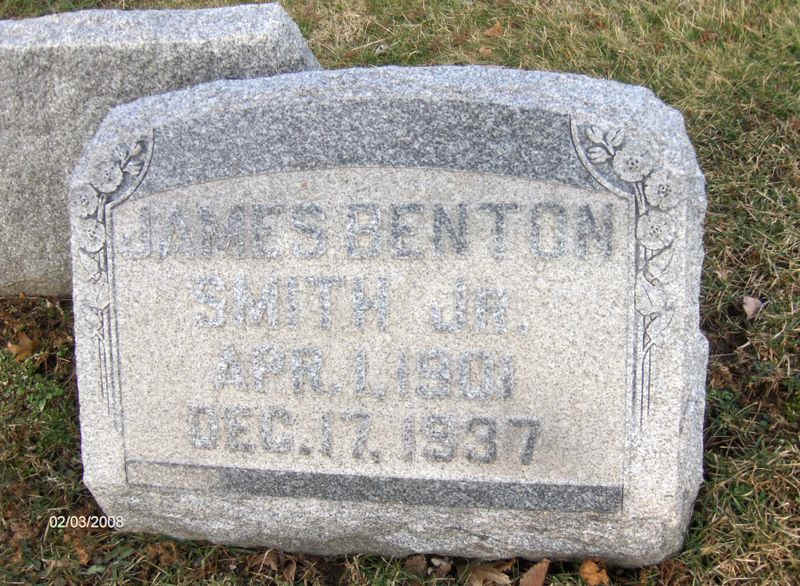 JAMES BENTON
SMITH JR.
APR. 1, 1901
DEC. 17, 1937
02/03/2008